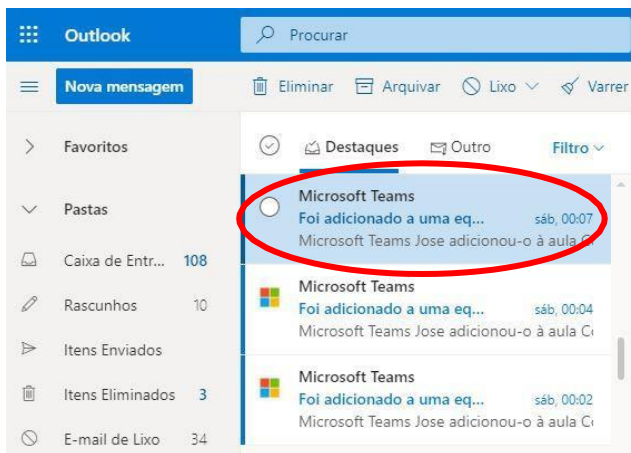 Outlook
Procurar
Nova mensagem
Eliminar Arquivar Lixo Varrer
Favoritos
Destaques Outro Filtro
Pastas
Microsoft Teams
Foi adicionado a uma eq... sáb, 00:07
Microsoft Teams Jose adicionou-o à aula
Caixa de Entr... 108
Microsoft Teams
Foi adicionado a uma eq... sáb, 00:04
Microsoft Teams Jose adicionou-o à aula
Rascunhos 10
Itens Enviados
Microsoft Teams
Foi adicionado a uma eq... sáb, 00:02
Microsoft Teams Jose adicionou-o à aula
Itens Eliminados 3
E-mail de Lixo 34